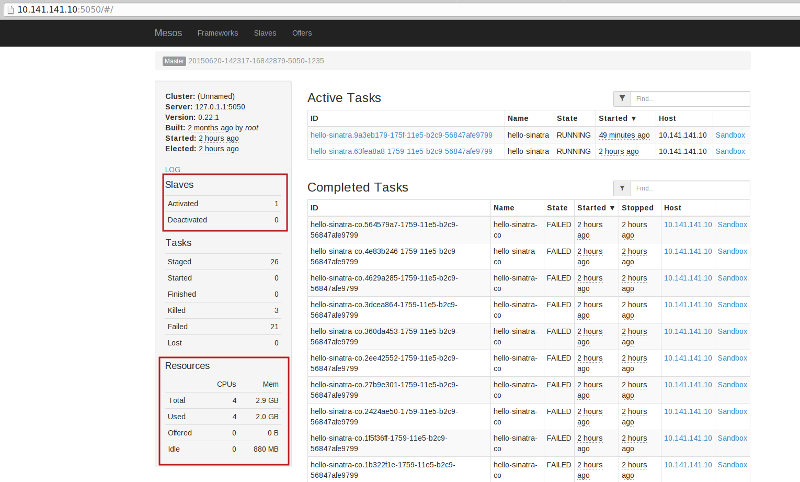 10.141.141.10:5050/#/
Mesos Frameworks Slaves Offers
Master 20150620-142317-16842879-5050-1235
Cluster: (Unnamed)
Server: 127.0.1.1:5050
Version: 0.22.1
Built: 2 months ago by root
Started: 2 hours ago
Elected: 2 hours ago
LOG
Slaves
Activated 1
Deactivated 0
Tasks
Staged 26
Started 0
Finished 0
Killed 3
Failed 21
Lost 0
Resources
CPUs Mem
Total 4 2.9 GB
Used 4 2.0 GB
Offered 0 0 B
Idle 0 880 MB
Active Tasks
Find...
ID Name State Started ▼ Host
hello-sinatra.9a3eb179-175f-11e5-b2c9-56847afe9799 hello-sinatra RUNNING 49 minutes ago 10.141.141.10 Sandbox
hello-sinatra.63fea8a8-1759-11e5-b2c9-56847afe9799 hello-sinatra RUNNING 2 hours ago 10.141.141.10 Sandbox
Completed Tasks
Find...
ID Name State Started ▼ Stopped Host
hello-sinatra-co.564579a7-1759-11e5-b2c9- hello-sinatra- FAILED 2 hours 2 hours 10.141.141.10 Sandbox
56847afe9799 co ago ago
hello-sinatra-co.4e83b246-1759-11e5-b2c9- hello-sinatra- FAILED 2 hours 2 hours 10.141.141.10 Sandbox
56847afe9799 co ago ago
hello-sinatra-co.4629a285-1759-11e5-b2c9- hello-sinatra- FAILED 2 hours 2 hours 10.141.141.10 Sandbox
56847afe9799 co ago ago
hello-sinatra-co.3dcea864-1759-11e5-b2c9- hello-sinatra- FAILED 2 hours 2 hours 10.141.141.10 Sandbox
56847afe9799 co ago ago
hello-sinatra-co.360da453-1759-11e5-b2c9- hello-sinatra- FAILED 2 hours 2 hours 10.141.141.10 Sandbox
56847afe9799 co ago ago
hello-sinatra-co.2ee42552-1759-11e5-b2c9- hello-sinatra- FAILED 2 hours 2 hours 10.141.141.10 Sandbox
56847afe9799 co ago ago
hello-sinatra-co.27b9e301-1759-11e5-b2c9- hello-sinatra- FAILED 2 hours 2 hours 10.141.141.10 Sandbox
56847afe9799 co ago ago
hello-sinatra-co.2424ae50-1759-11e5-b2c9- hello-sinatra- FAILED 2 hours 2 hours 10.141.141.10 Sandbox
56847afe9799 co ago ago
hello-sinatra-co.1f5f36ff-1759-11e5-b2c9- hello-sinatra- FAILED 2 hours 2 hours 10.141.141.10 Sandbox
56847afe9799 co ago ago
hello-sinatra-co.1b322f1e-1759-11e5-b2c9- hello-sinatra- FAILED 2 hours 2 hours 10.141.141.10 Sandbox
56847afe9799 co ago ago